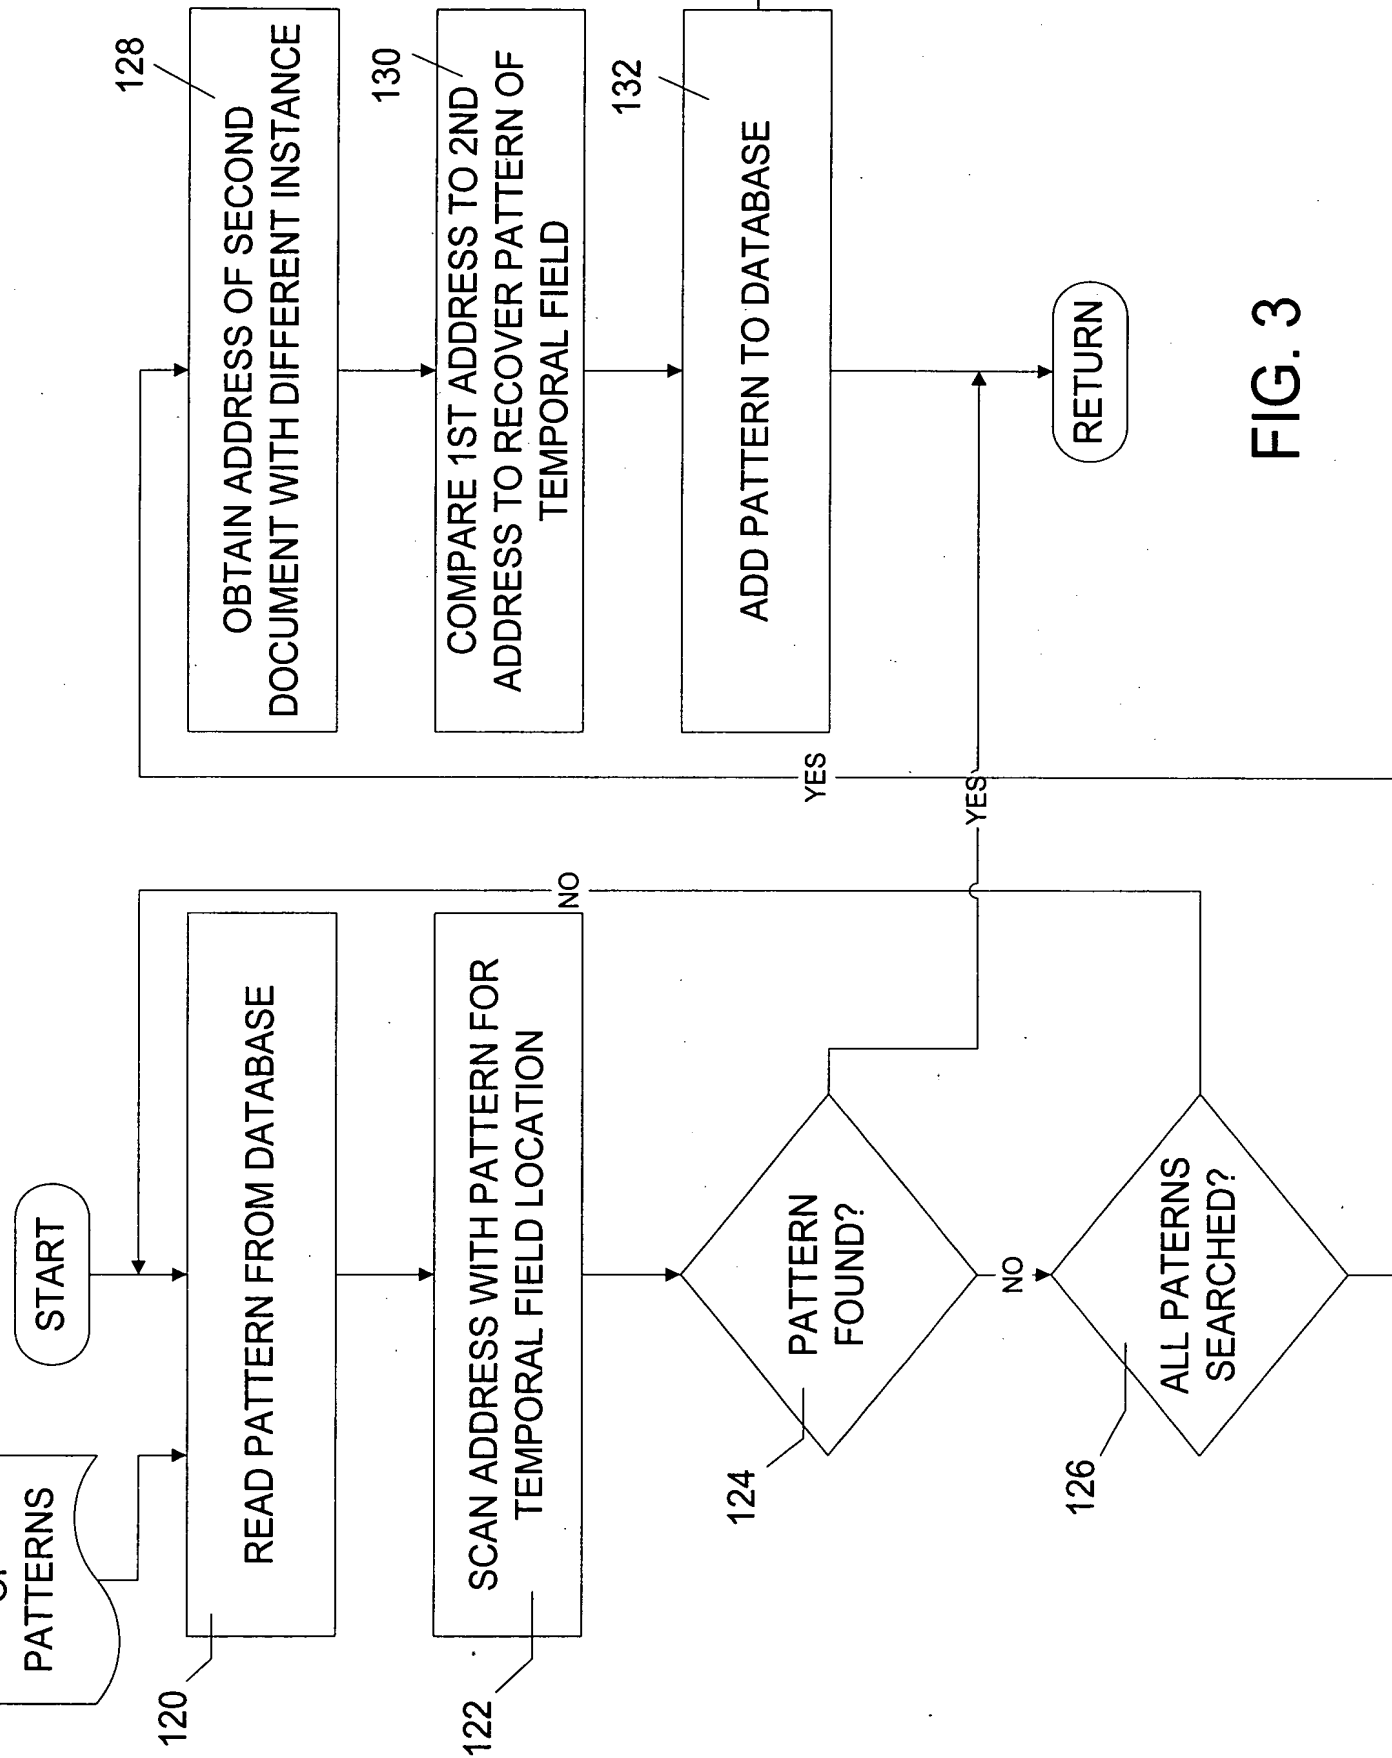 PATTERNS
START
READ PATTERN FROM DATABASE
120
SCAN ADDRESS WITH PATTERN FOR
TEMPORAL FIELD LOCATION
122
PATTERN
FOUND?
124
NO
YES
ALL PATERNS
SEARCHED?
126
NO
YES
128
OBTAIN ADDRESS OF SECOND
DOCUMENT WITH DIFFERENT INSTANCE
130
COMPARE 1ST ADDRESS TO 2ND
ADDRESS TO RECOVER PATTERN OF
TEMPORAL FIELD
132
ADD PATTERN TO DATABASE
RETURN
FIG. 3